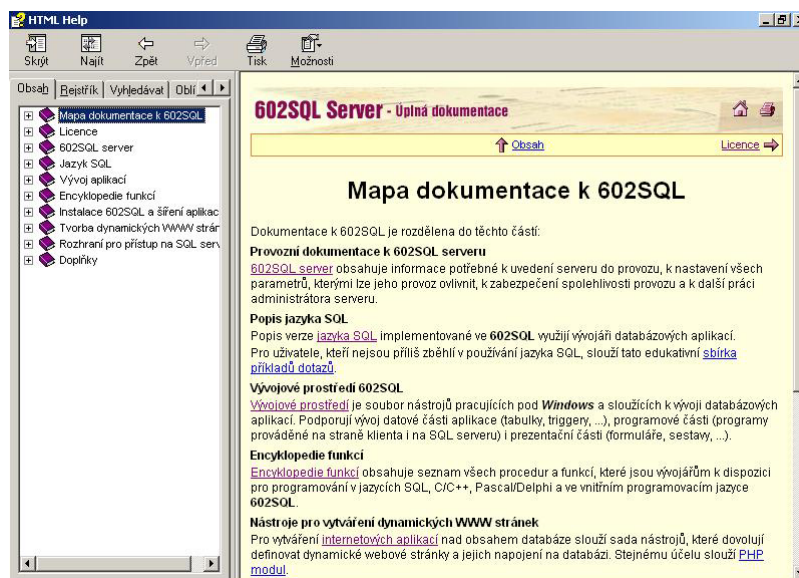 HTML Help
Skrýt Najít Zpět Vpřed Tisk Možnosti
Obsah Rejstřík Vyhledávat Oblí
Mapa dokumentace k 602SQL
Licence
602SQL server
Jazyk SQL
Vývoj aplikací
Encyklopedie funkcí
Instalace 602SQL a šíření aplikac
Tvorba dynamických WWW strár
Rozhraní pro přístup na SQL serv
Doplňky
602SQL Server - Úplná dokumentace
Obsah Licence
Mapa dokumentace k 602SQL
Dokumentace k 602SQL je rozdělena do těchto částí:
Provozní dokumentace k 602SQL serveru
602SQL server obsahuje informace potřebné k uvedení serveru do provozu, k nastavení všech
parametrů, kterými lze jeho provoz ovlivnit, k zabezpečení spolehlivosti provozu a k další práci
administrátora serveru.
Popis jazyka SQL
Popis verze jazyka SQL implementované ve 602SQL využijí vývojáři databázových aplikací.
Pro uživatele, kteří nejsou příliš zběhlí v používání jazyka SQL, slouží tato edukativní sbírka
příkladů dotazů.
Vývojové prostředí 602SQL
Vývojové prostředí je soubor nástrojů pracujících pod Windows a sloužících k vývoji databázových
aplikací. Podporují vývoj datové části aplikace (tabulky, triggery, ...), programové části (programy
prováděné na straně klienta i na SQL serveru) i prezentační části (formuláře, sestavy, ...).
Encyklopedie funkcí
Encyklopedie funkcí obsahuje seznam všech procedur a funkcí, které jsou vývojářům k dispozici
pro programování v jazycích SQL, C/C++, Pascal/Delphi a ve vnitřním programovacím jazyce
602SQL.
Nástroje pro vytváření dynamických WWW stránek
Pro vytváření internetových aplikací nad obsahem databáze slouží sada nástrojů, které dovolují
definovat dynamické webové stránky a jejich napojení na databázi. Stejnému účelu slouží PHP
modul.